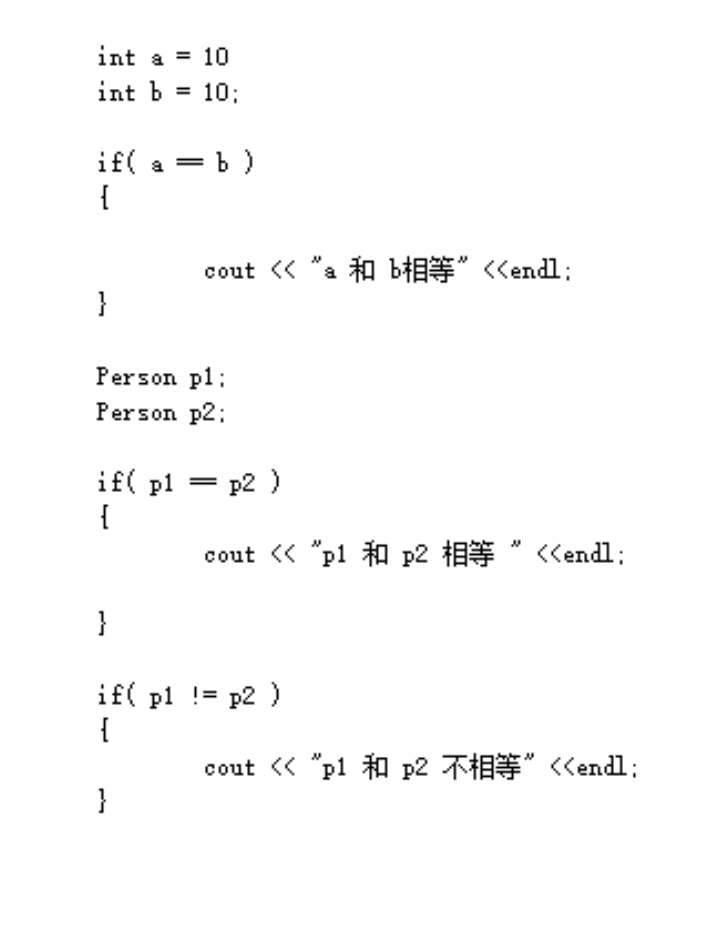 int a = 10
int b = 10;
if( a == b )
{
cout << "a 和 b相等" <<endl;
}
Person p1;
Person p2;
if( p1 == p2 )
{
cout << "p1 和 p2 相等 " <<endl;
}
if( p1 != p2 )
{
cout << "p1 和 p2 不相等" <<endl;
}